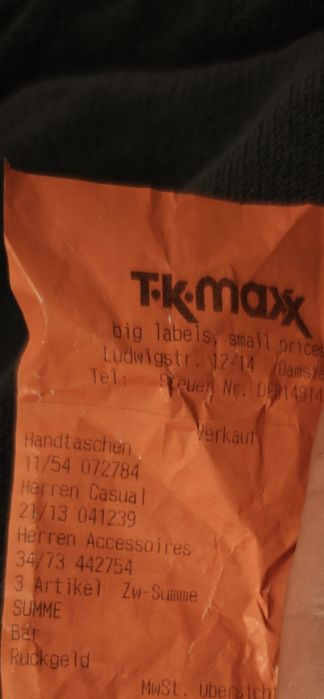 T·K·maxx
big labels, small prices
Ludwigstr. 12-14
Tel: Steuer Nr. DE814914
Verkauf
Handtaschen
11/54 072784
Herren Casual
21/13 041239
Herren Accessoires
34/73 442754
3 Artikel Zw-Summe
SUMME
Bar
Rückgeld
MwSt. Übersicht